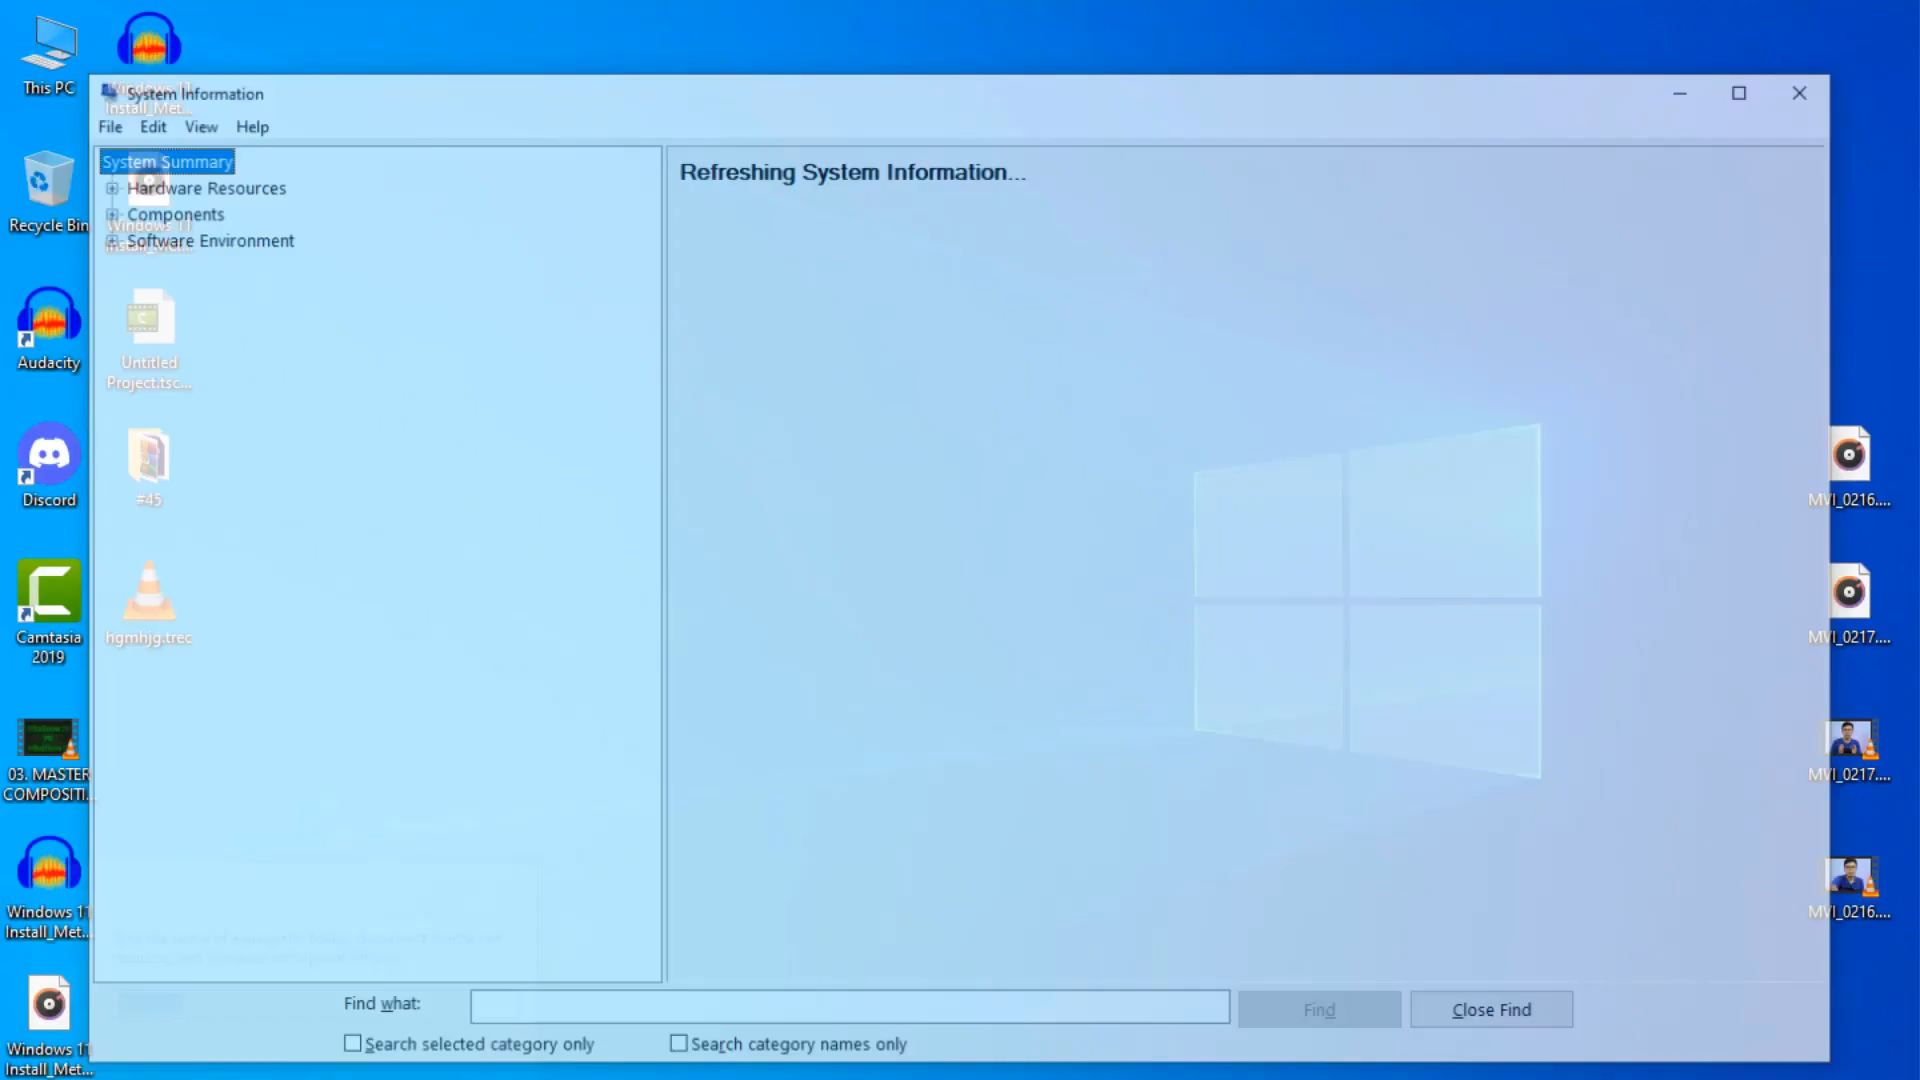 This PC
Recycle Bin
Audacity
Discord
Camtasia
2019
03. MASTER
COMPOSITI...
Windows 11
Install_Met...
Windows 11
Install_Met...
Windows 11
Install_Met...
Windows 11
Install_Met...
Untitled
Project.tsc...
#45
hgmhjg.trec
System Information
File Edit View Help
System Summary
Hardware Resources
Components
Software Environment
Refreshing System Information...
Find what:
Find
Close Find
Search selected category only
Search category names only
MVI_0216....
MVI_0217....
MVI_0217....
MVI_0216....